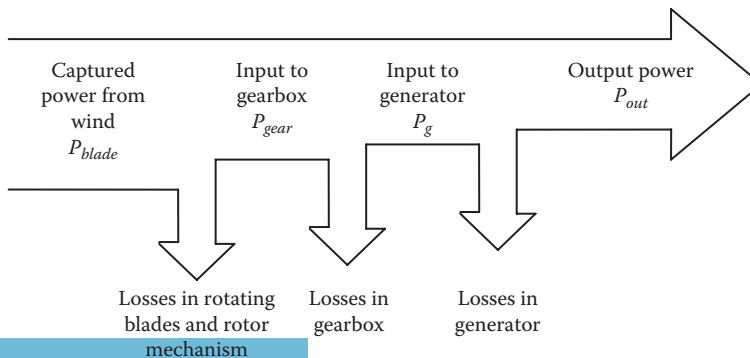 Captured
power from
wind
P_blade
Input to
gearbox
P_gear
Input to
generator
P_g
Output power
P_out
Losses in rotating
blades and rotor
mechanism
Losses in
gearbox
Losses in
generator